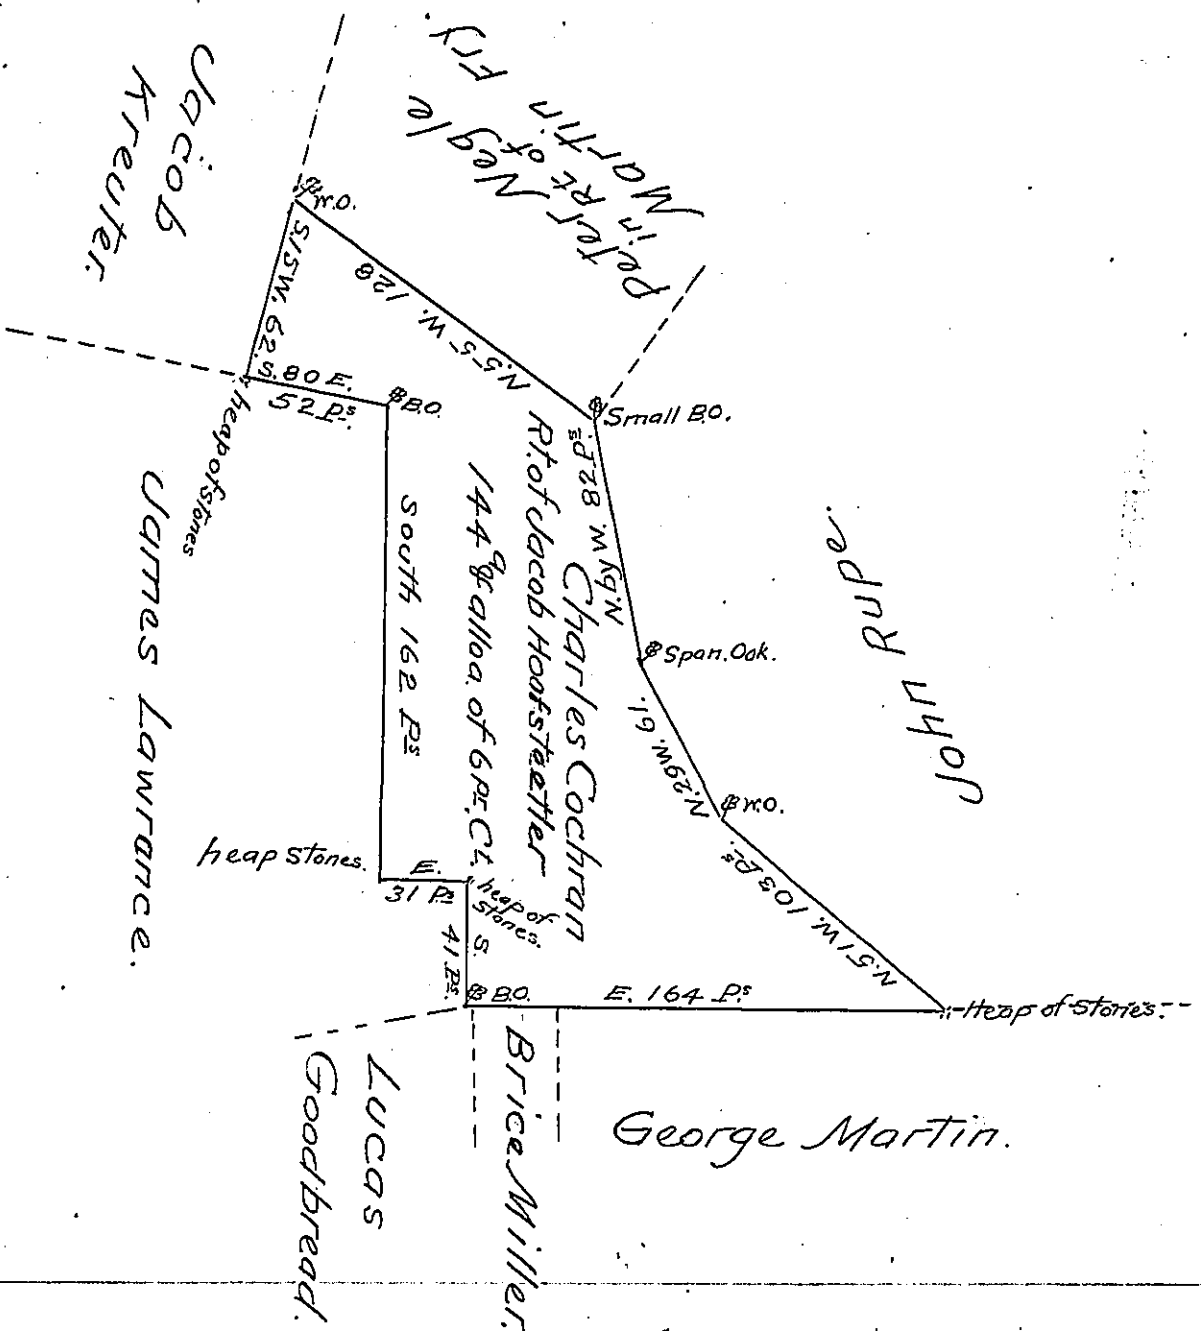 Jacob
Kreuter.
Peter Negle
in Rt. of
Martin Fry.
W.O.
S.15W. 62.
N.55 W. 128
S.80 E.
52 Ps.
B.O.
heap of stones
Small B.O.
N. by W. 82 Ps
Charles Cochran
Rt. of Jacob Hoofsteetter
144 as & alloa. of 6 Pr. Ct.
South 162 Ps
John Rupe.
Span. Oak.
N.29W. 61.
W.O.
N.51W. 103 Ps.
James Lawrance.
heap stones.
E.
31 Ps
heap of
stones.
S.
41 Ps.
B.O.
E. 164 Ps
Heap of Stones.
Lucas
Goodbread.
Brice Miller.
George Martin.